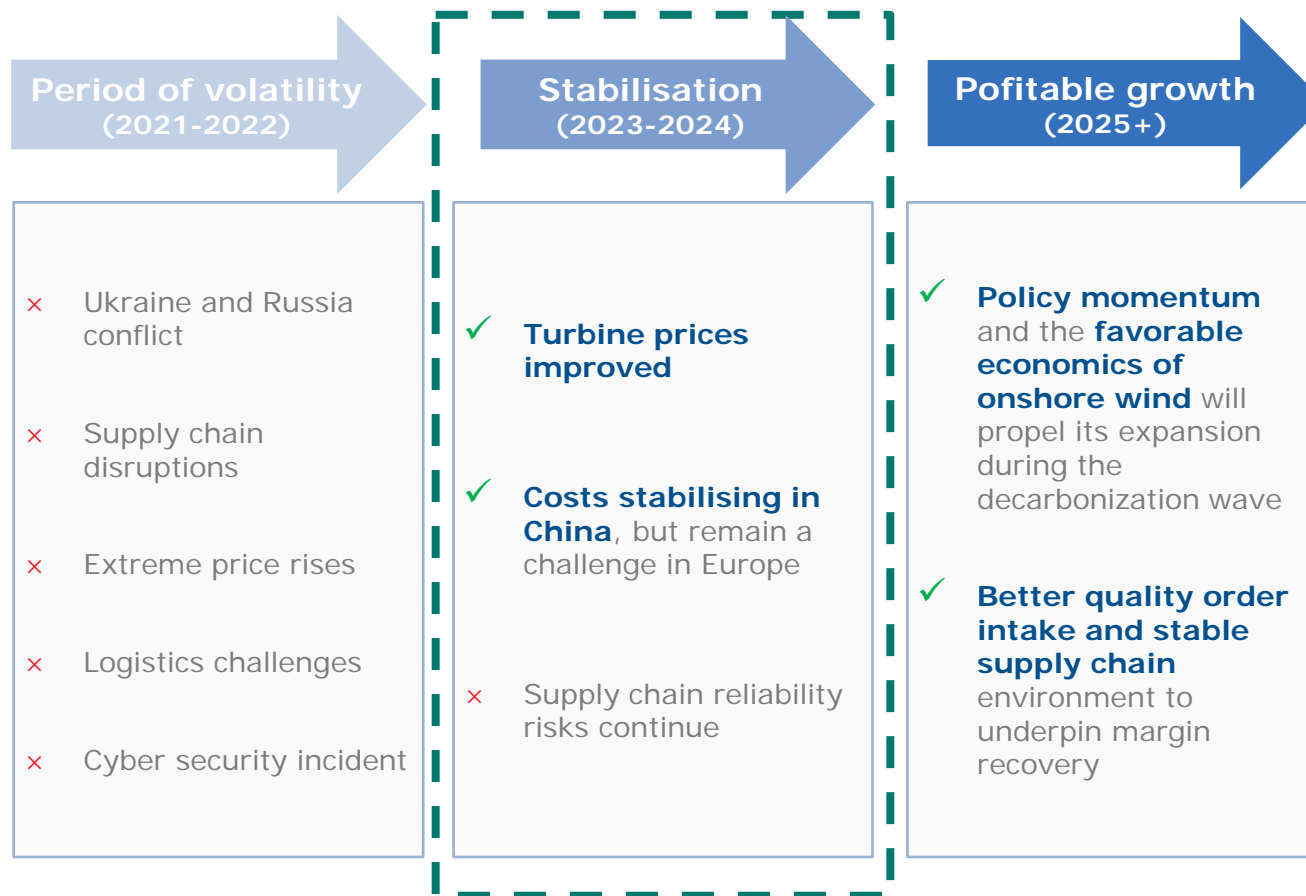 Period of volatility
(2021-2022)
× Ukraine and Russia
conflict
× Supply chain
disruptions
× Extreme price rises
× Logistics challenges
× Cyber security incident
Stabilisation
(2023-2024)
✓ Turbine prices
improved
✓ Costs stabilising in
China, but remain a
challenge in Europe
× Supply chain reliability
risks continue
Pofitable growth
(2025+)
✓ Policy momentum
and the favorable
economics of
onshore wind will
propel its expansion
during the
decarbonization wave
✓ Better quality order
intake and stable
supply chain
environment to
underpin margin
recovery